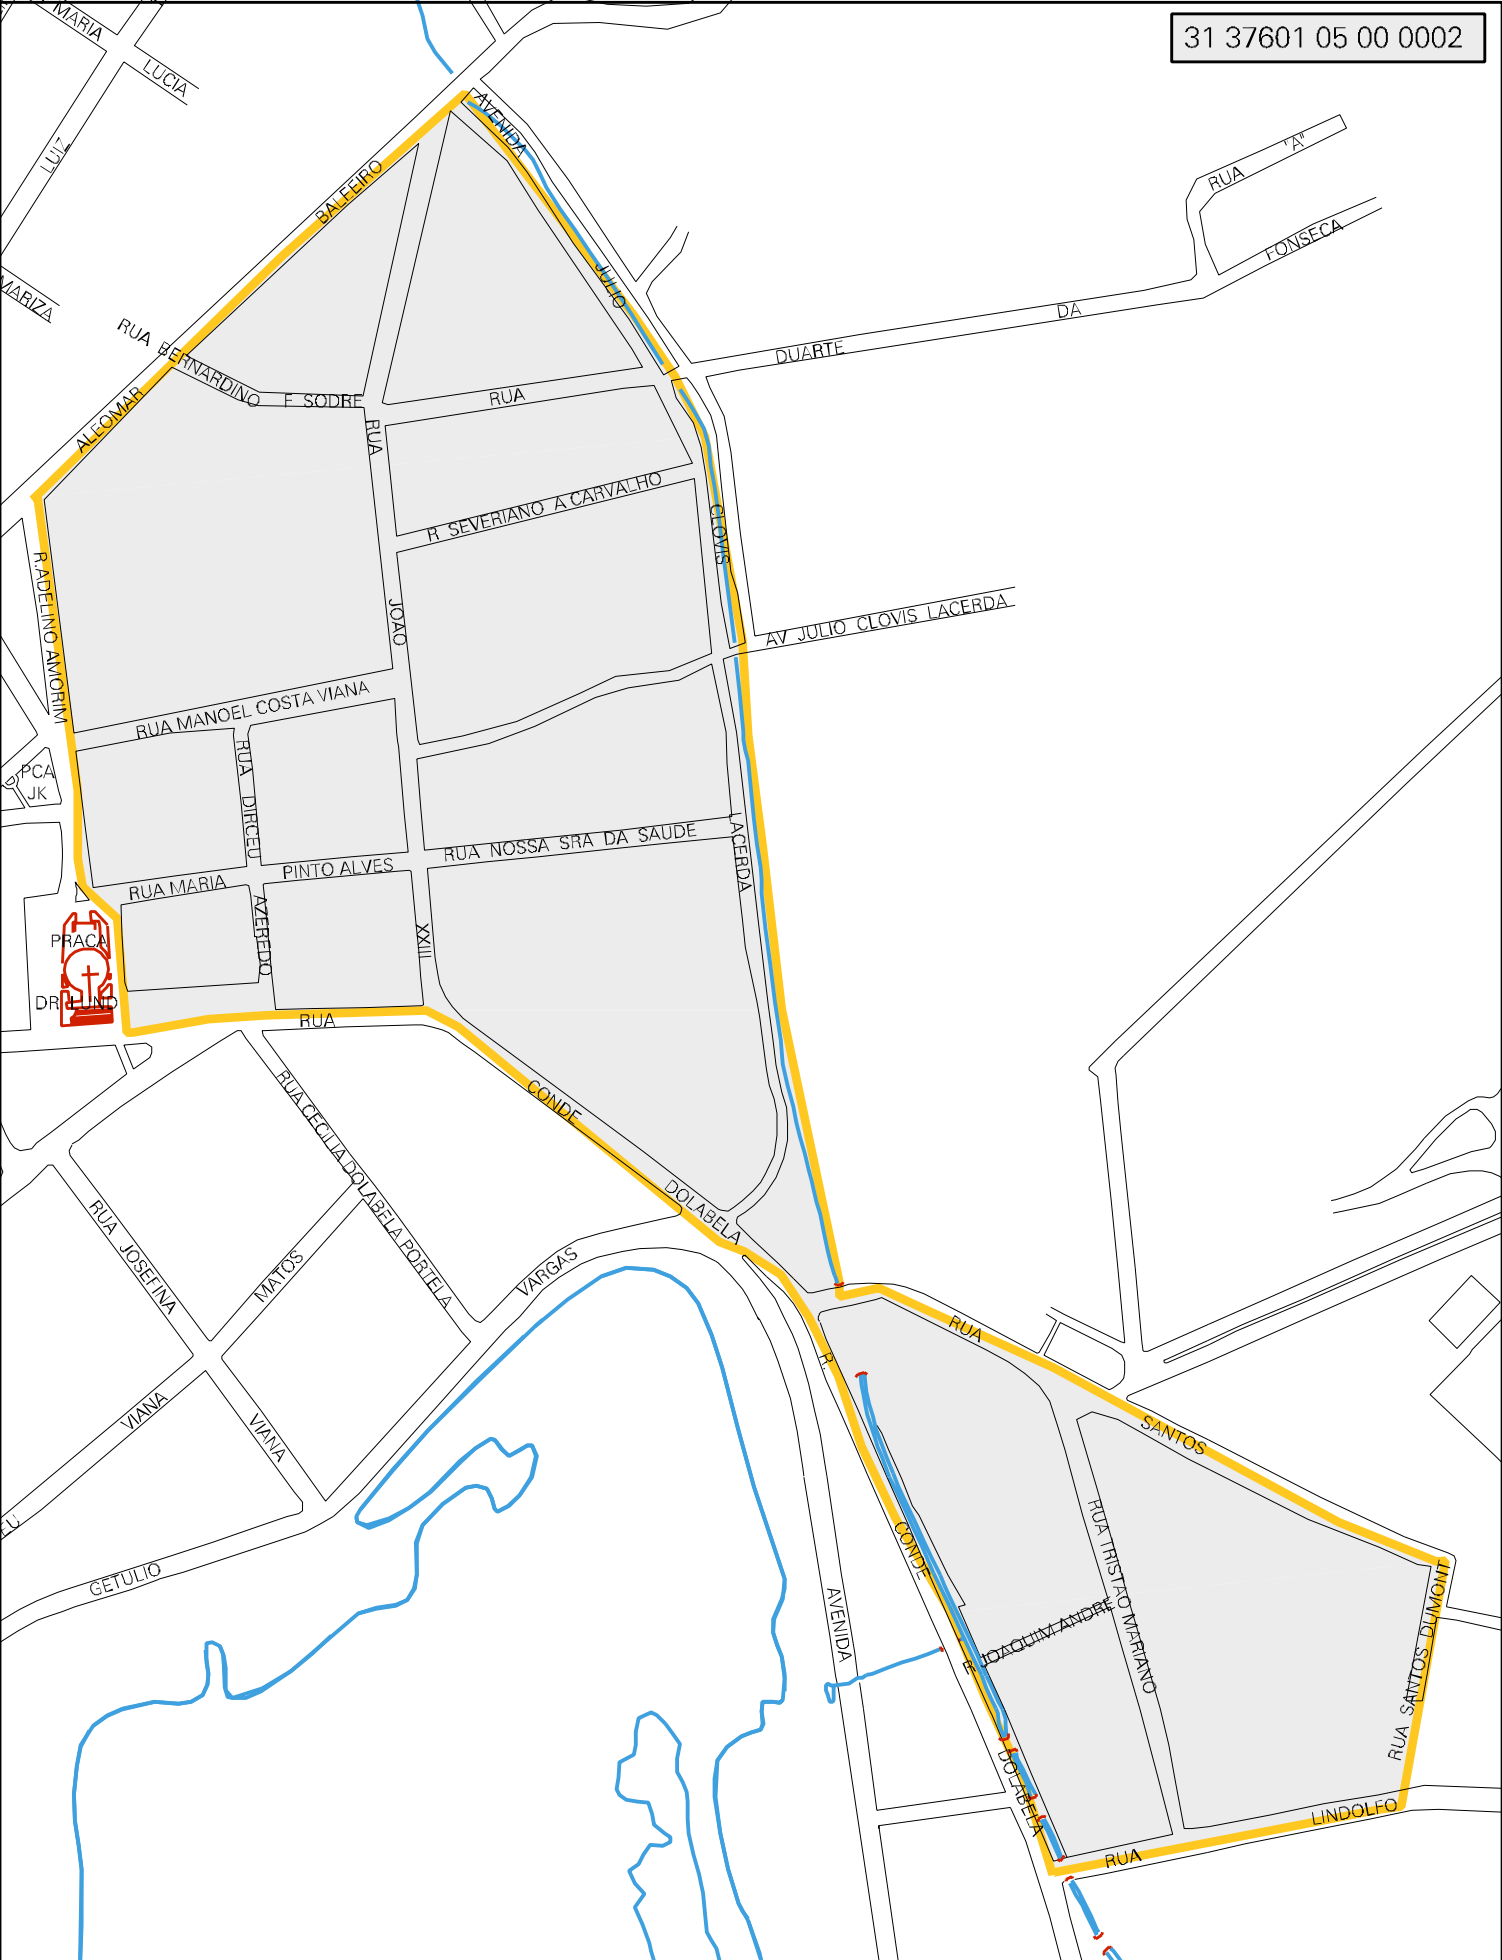 31 37601 05 00 0002
MARIA
LUCIA
LUIZ
MARIZA
AVENIDA
BALEEIRO
RUA "A"
FONSECA
JULIO
DA
DUARTE
RUA BERNARDINO F SODRE
RUA
ALEOMAR
RUA
R SEVERIANO A CARVALHO
CLOVIS
R.ADELINO AMORIM
JOAO
AV JULIO CLOVIS LACERDA
RUA MANOEL COSTA VIANA
PCA
JK
RUA DIRCEU
LACERDA
RUA NOSSA SRA DA SAUDE
PINTO ALVES
RUA MARIA
AZEREDO
XXIII
PRACA
DR. LUND
RUA
CONDE
RUA CECILIA DOLABELA PORTELA
DOLABELA
RUA JOSEFINA
MATOS
VARGAS
RUA
R.
VIANA
VIANA
SANTOS
CONDE
RUA TRISTAO MARIANO
GETULIO
AVENIDA
R JOAQUIM ANDRE
RUA SANTOS DUMONT
DOLABELA
LINDOLFO
RUA